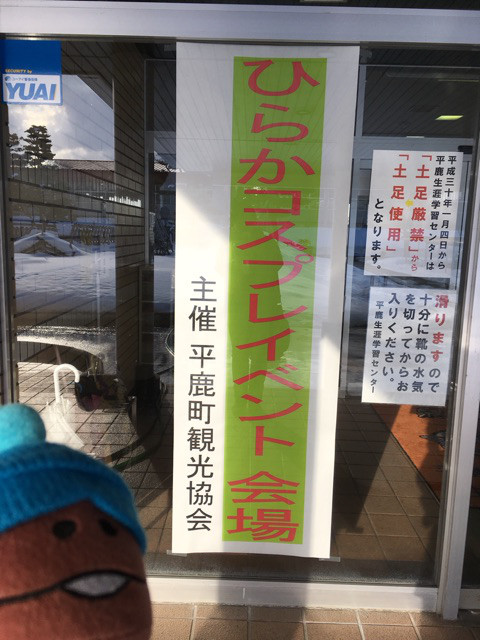 SECURITY by
YUAI
ひらかコスプレイベント会場
主催 平鹿町観光協会
平成三十年一月四日から
平鹿生涯学習センターは
「土足厳禁」から
「土足使用」
となります。
滑りますので
十分に靴の水気
を切ってからお
入りください。
平鹿生涯学習センター